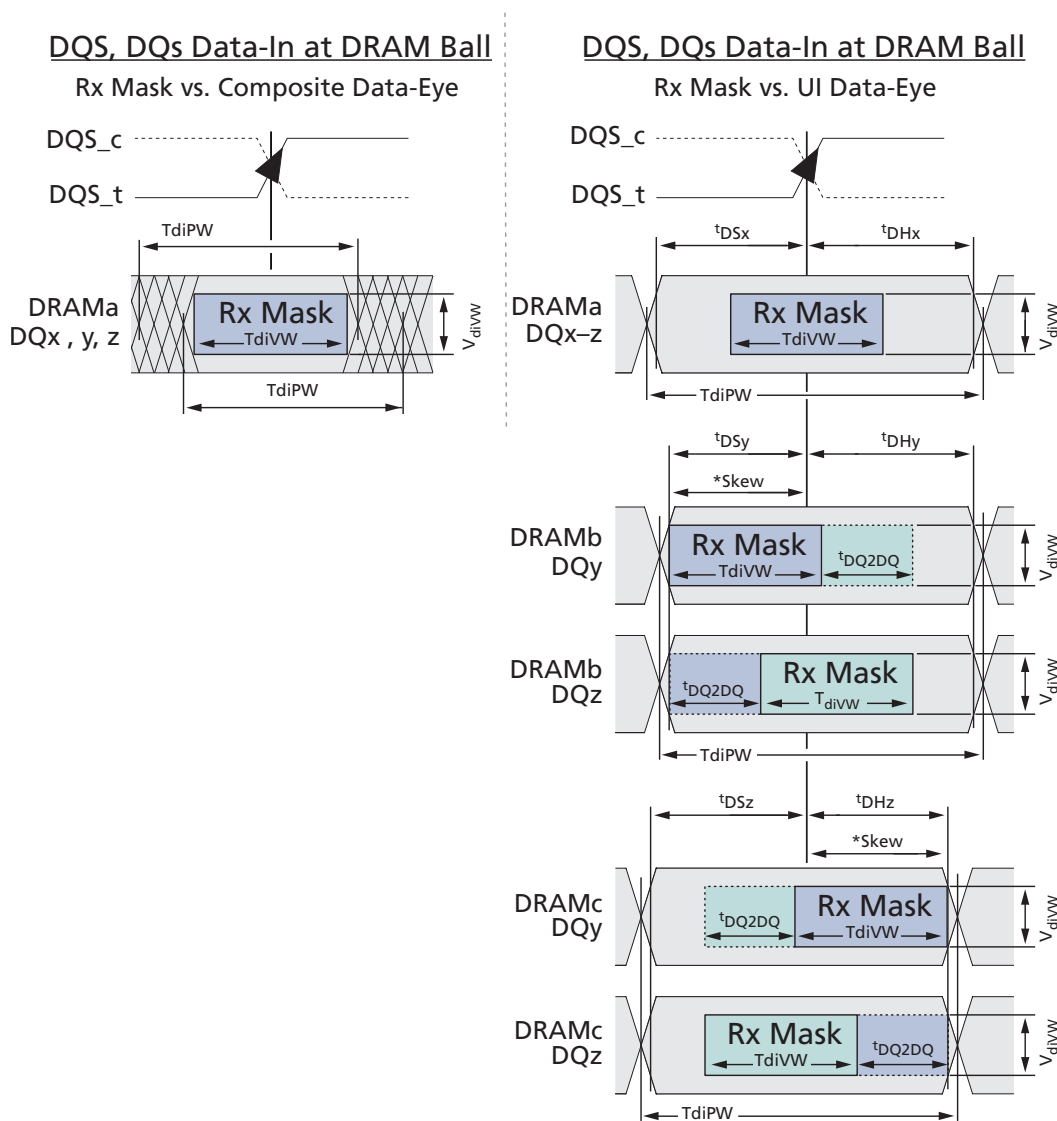 DQS, DQs Data-In at DRAM Ball
Rx Mask vs. Composite Data-Eye
DQS_c
DQS_t
TdiPW
DRAMa
DQx , y, z
Rx Mask
TdiVW
VdiVW
TdiPW
DQS, DQs Data-In at DRAM Ball
Rx Mask vs. UI Data-Eye
DQS_c
DQS_t
tDSx
tDHx
DRAMa
DQx–z
Rx Mask
TdiVW
VdiVW
TdiPW
tDSy
tDHy
*Skew
DRAMb
DQy
Rx Mask
TdiVW
tDQ2DQ
VdiVW
DRAMb
DQz
tDQ2DQ
Rx Mask
TdiVW
VdiVW
TdiPW
tDSz
tDHz
*Skew
DRAMc
DQy
tDQ2DQ
Rx Mask
TdiVW
VdiVW
DRAMc
DQz
Rx Mask
TdiVW
tDQ2DQ
VdiVW
TdiPW